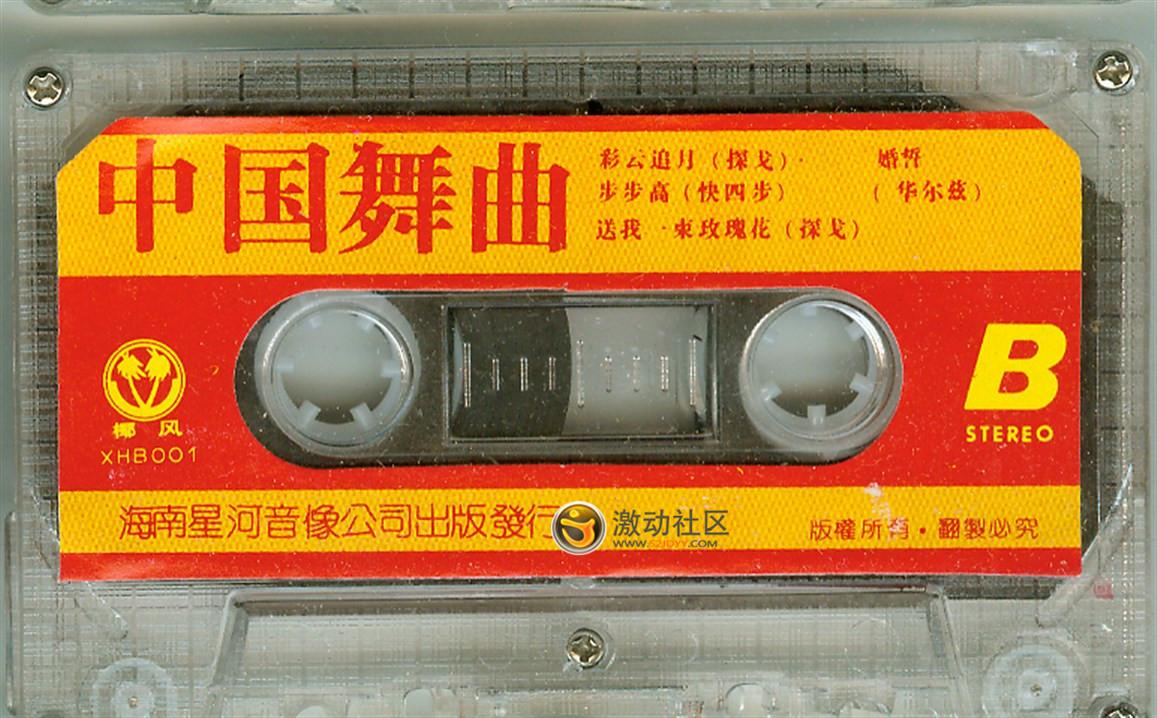 中国舞曲
彩云追月（探戈）·
步步高（快四步）
送我一束玫瑰花（探戈）
婚誓
（ 华尔兹）
椰风
XHB001
B
STEREO
海南星河音像公司出版發行
激动社区
WWW.52JDYY.COM
版權所有·翻製必究